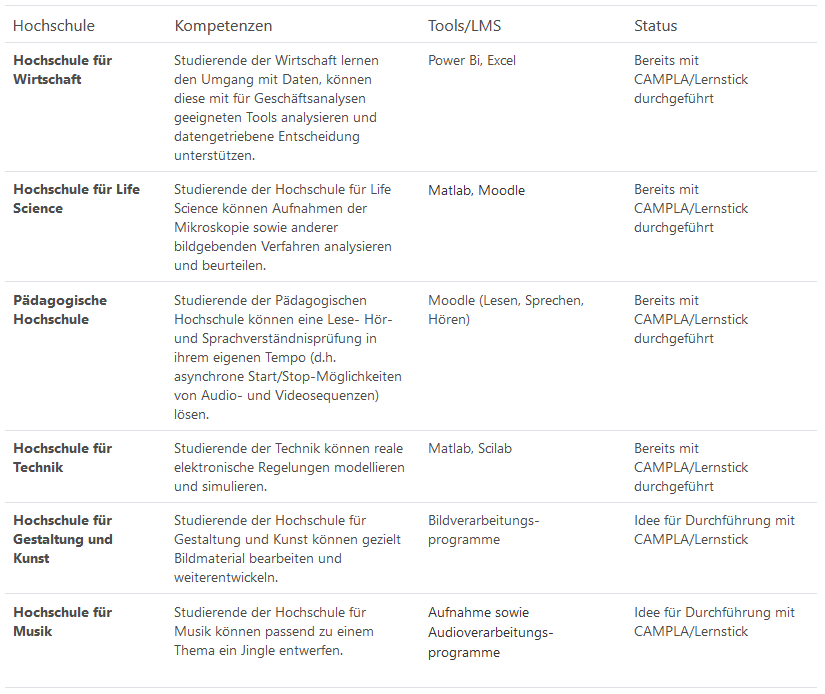 Hochschule Kompetenzen Tools/LMS Status
Hochschule für
Wirtschaft
Studierende der Wirtschaft lernen
den Umgang mit Daten, können
diese mit für Geschäftsanalysen
geeigneten Tools analysieren und
datengetriebene Entscheidung
unterstützen.
Power Bi, Excel
Bereits mit
CAMPLA/Lernstick
durchgeführt
Hochschule für Life
Science
Studierende der Hochschule für Life
Science können Aufnahmen der
Mikroskopie sowie anderer
bildgebenden Verfahren analysieren
und beurteilen.
Matlab, Moodle
Bereits mit
CAMPLA/Lernstick
durchgeführt
Pädagogische
Hochschule
Studierende der Pädagogischen
Hochschule können eine Lese- Hör-
und Sprachverständnisprüfung in
ihrem eigenen Tempo (d.h.
asynchrone Start/Stop-Möglichkeiten
von Audio- und Videosequenzen)
lösen.
Moodle (Lesen, Sprechen,
Hören)
Bereits mit
CAMPLA/Lernstick
durchgeführt
Hochschule für
Technik
Studierende der Technik können reale
elektronische Regelungen modellieren
und simulieren.
Matlab, Scilab
Bereits mit
CAMPLA/Lernstick
durchgeführt
Hochschule für
Gestaltung und
Kunst
Studierende der Hochschule für
Gestaltung und Kunst können gezielt
Bildmaterial bearbeiten und
weiterentwickeln.
Bildverarbeitungs-
programme
Idee für Durchführung mit
CAMPLA/Lernstick
Hochschule für
Musik
Studierende der Hochschule für
Musik können passend zu einem
Thema ein Jingle entwerfen.
Aufnahme sowie
Audioverarbeitungs-
programme
Idee für Durchführung mit
CAMPLA/Lernstick